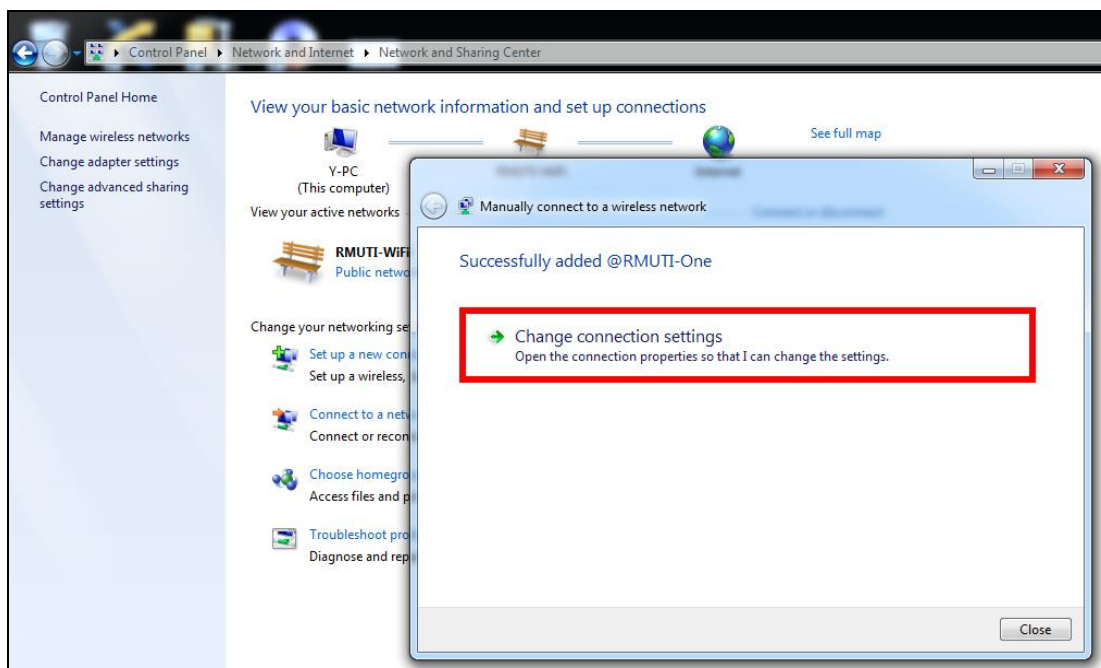 Control Panel Network and Internet Network and Sharing Center
Control Panel Home
Manage wireless networks
Change adapter settings
Change advanced sharing
settings
View your basic network information and set up connections
See full map
Y-PC
(This computer)
View your active networks
RMUTI-WiFi
Public netwo
Change your networking se
Set up a new con
Set up a wireless,
Connect to a netw
Connect or recon
Choose homegro
Access files and p
Troubleshoot pro
Diagnose and rep
Manually connect to a wireless network
Successfully added @RMUTI-One
Change connection settings
Open the connection properties so that I can change the settings.
Close